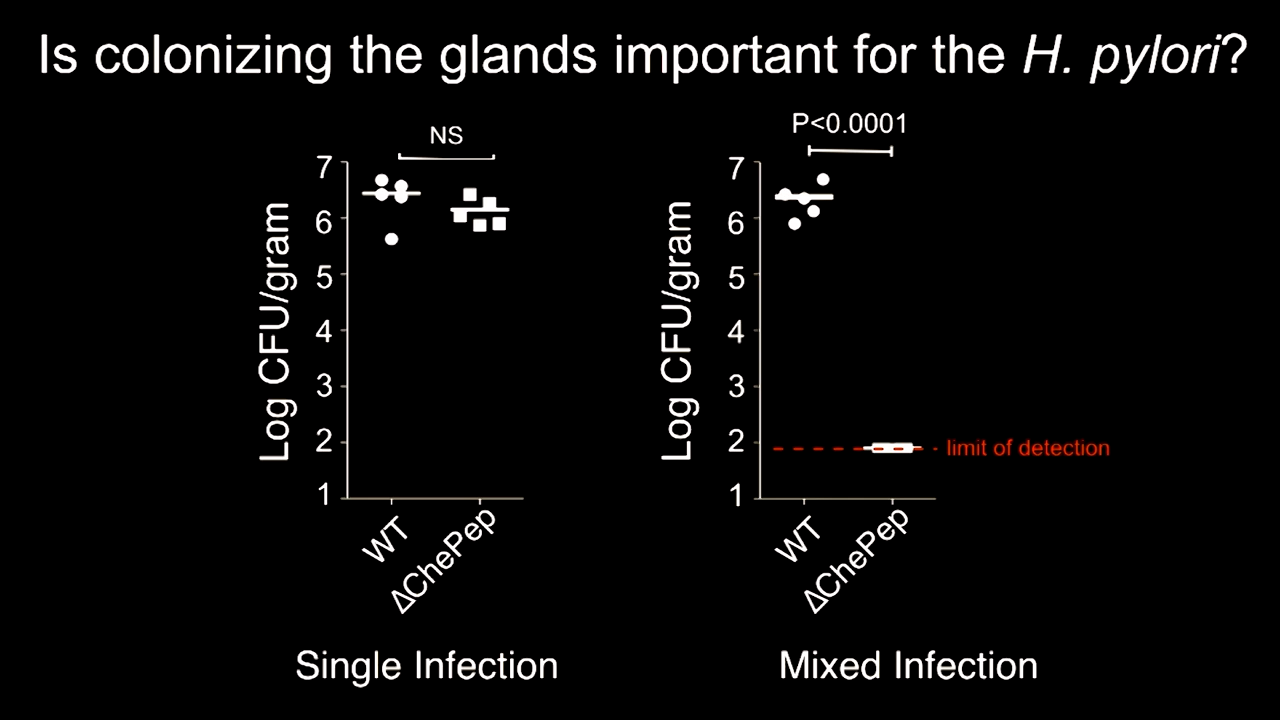 Is colonizing the glands important for the H. pylori?
NS
7
6
5
4
3
2
1
Log CFU/gram
WT
ΔChePep
Single Infection
P<0.0001
7
6
5
4
3
2
1
Log CFU/gram
limit of detection
WT
ΔChePep
Mixed Infection